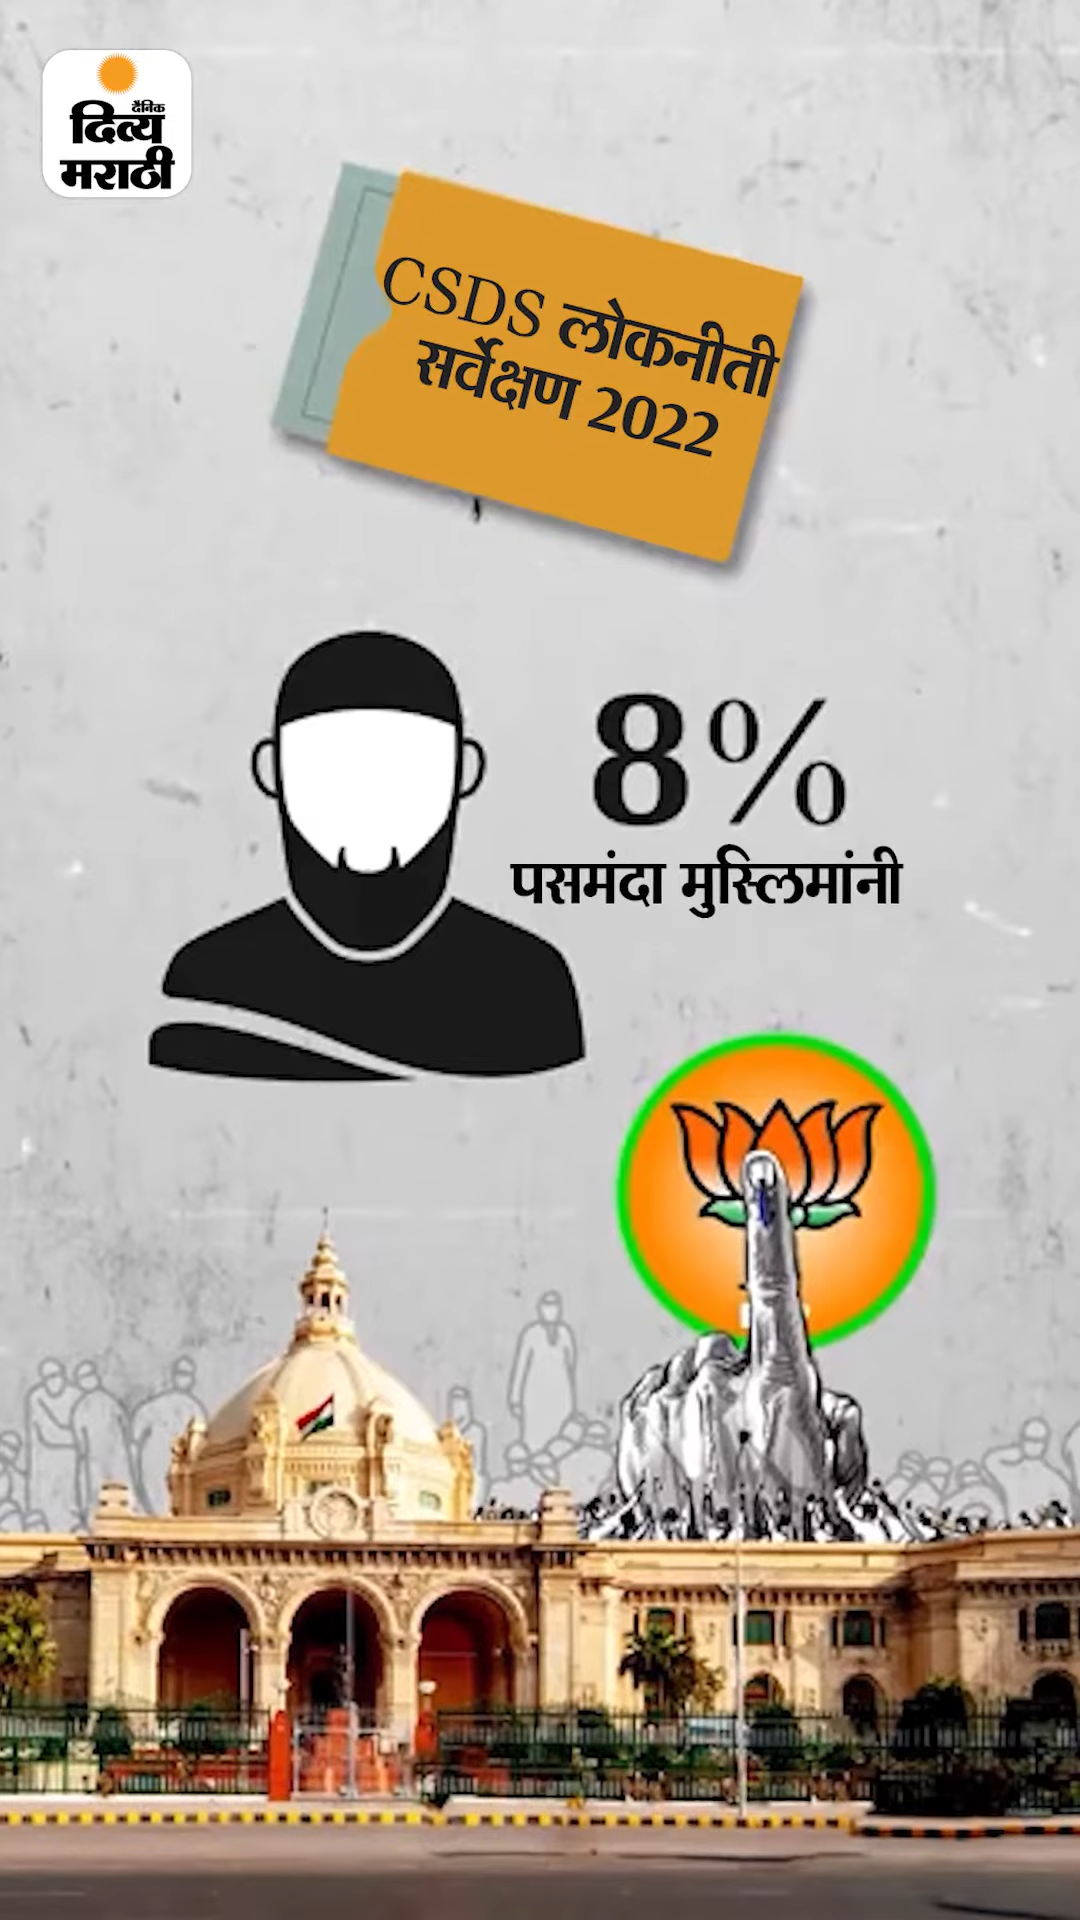 दैनिक
दिव्य
मराठी
CSDS लोकनीती
सर्वेक्षण 2022
8%
पसमंदा मुस्लिमांनी